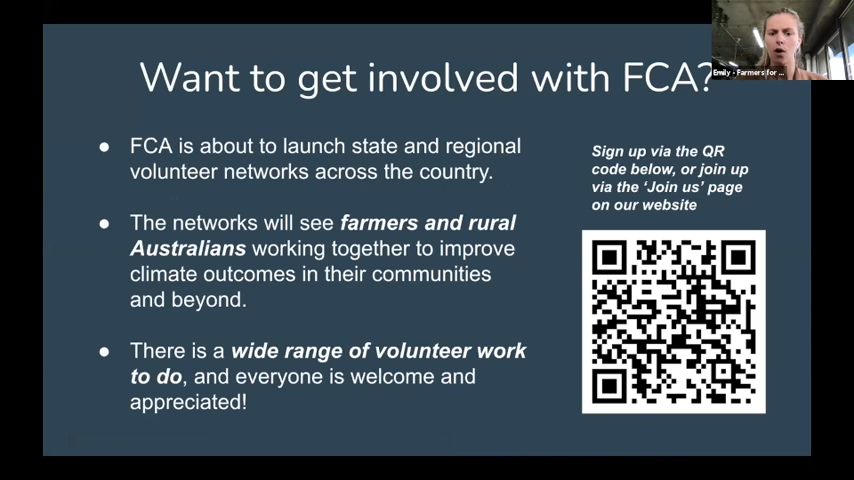 Want to get involved with FCA?
Emily - Farmers for ...
● FCA is about to launch state and regional
volunteer networks across the country.
● The networks will see farmers and rural
Australians working together to improve
climate outcomes in their communities
and beyond.
● There is a wide range of volunteer work
to do, and everyone is welcome and
appreciated!
Sign up via the QR
code below, or join up
via the ‘Join us’ page
on our website